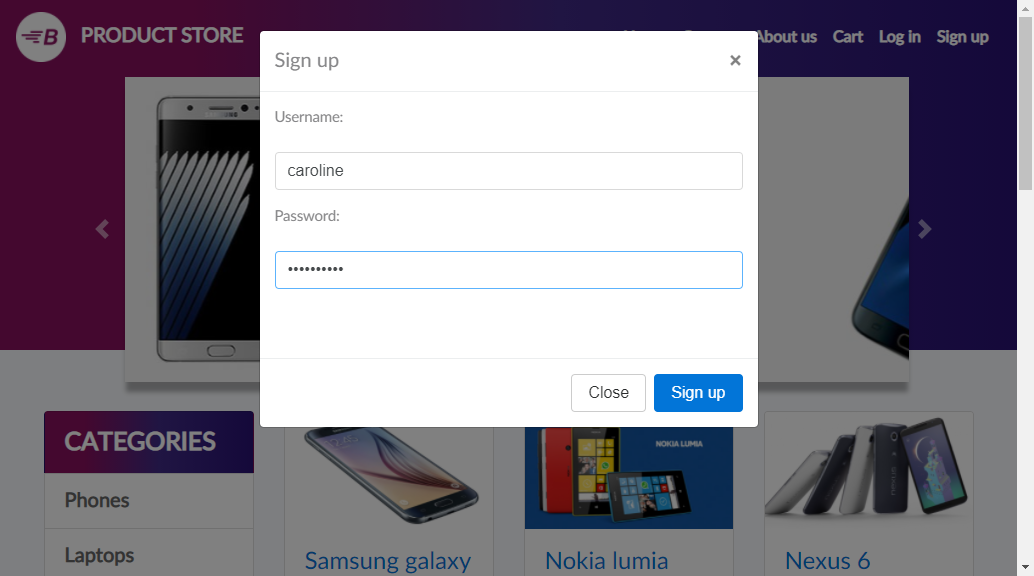 B PRODUCT STORE
About us Cart Log in Sign up
Sign up ×
Username:
caroline
Password:
••••••••••
Close Sign up
CATEGORIES
Phones
Laptops
NOKIA LUMIA
Samsung galaxy
Nokia lumia
Nexus 6